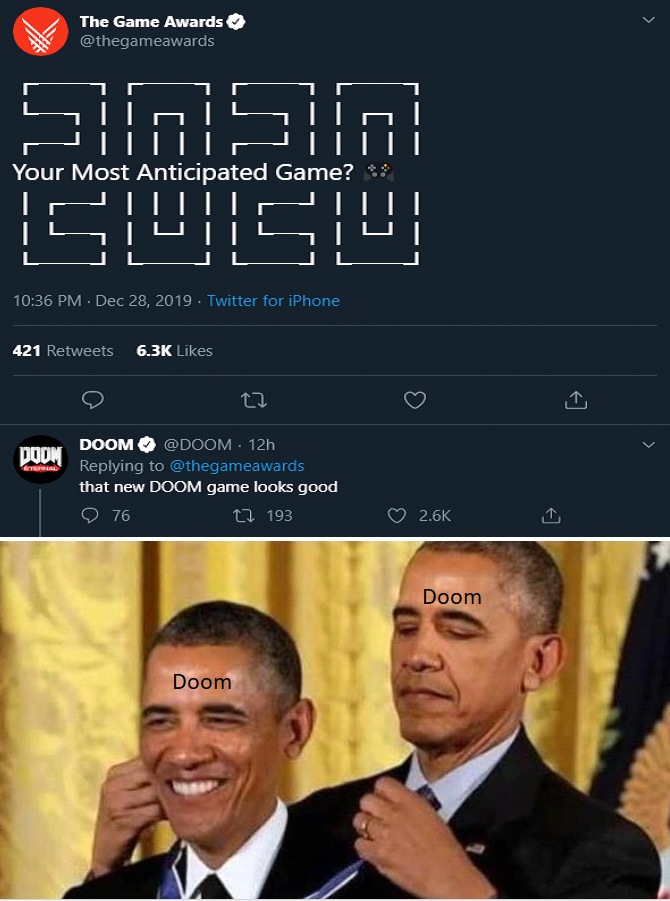 The Game Awards
@thegameawards
2020
Your Most Anticipated Game? 🎮
10:36 PM · Dec 28, 2019 · Twitter for iPhone
421 Retweets 6.3K Likes
DOOM
ETERNAL
DOOM @DOOM · 12h
Replying to @thegameawards
that new DOOM game looks good
76 193 2.6K
Doom
Doom